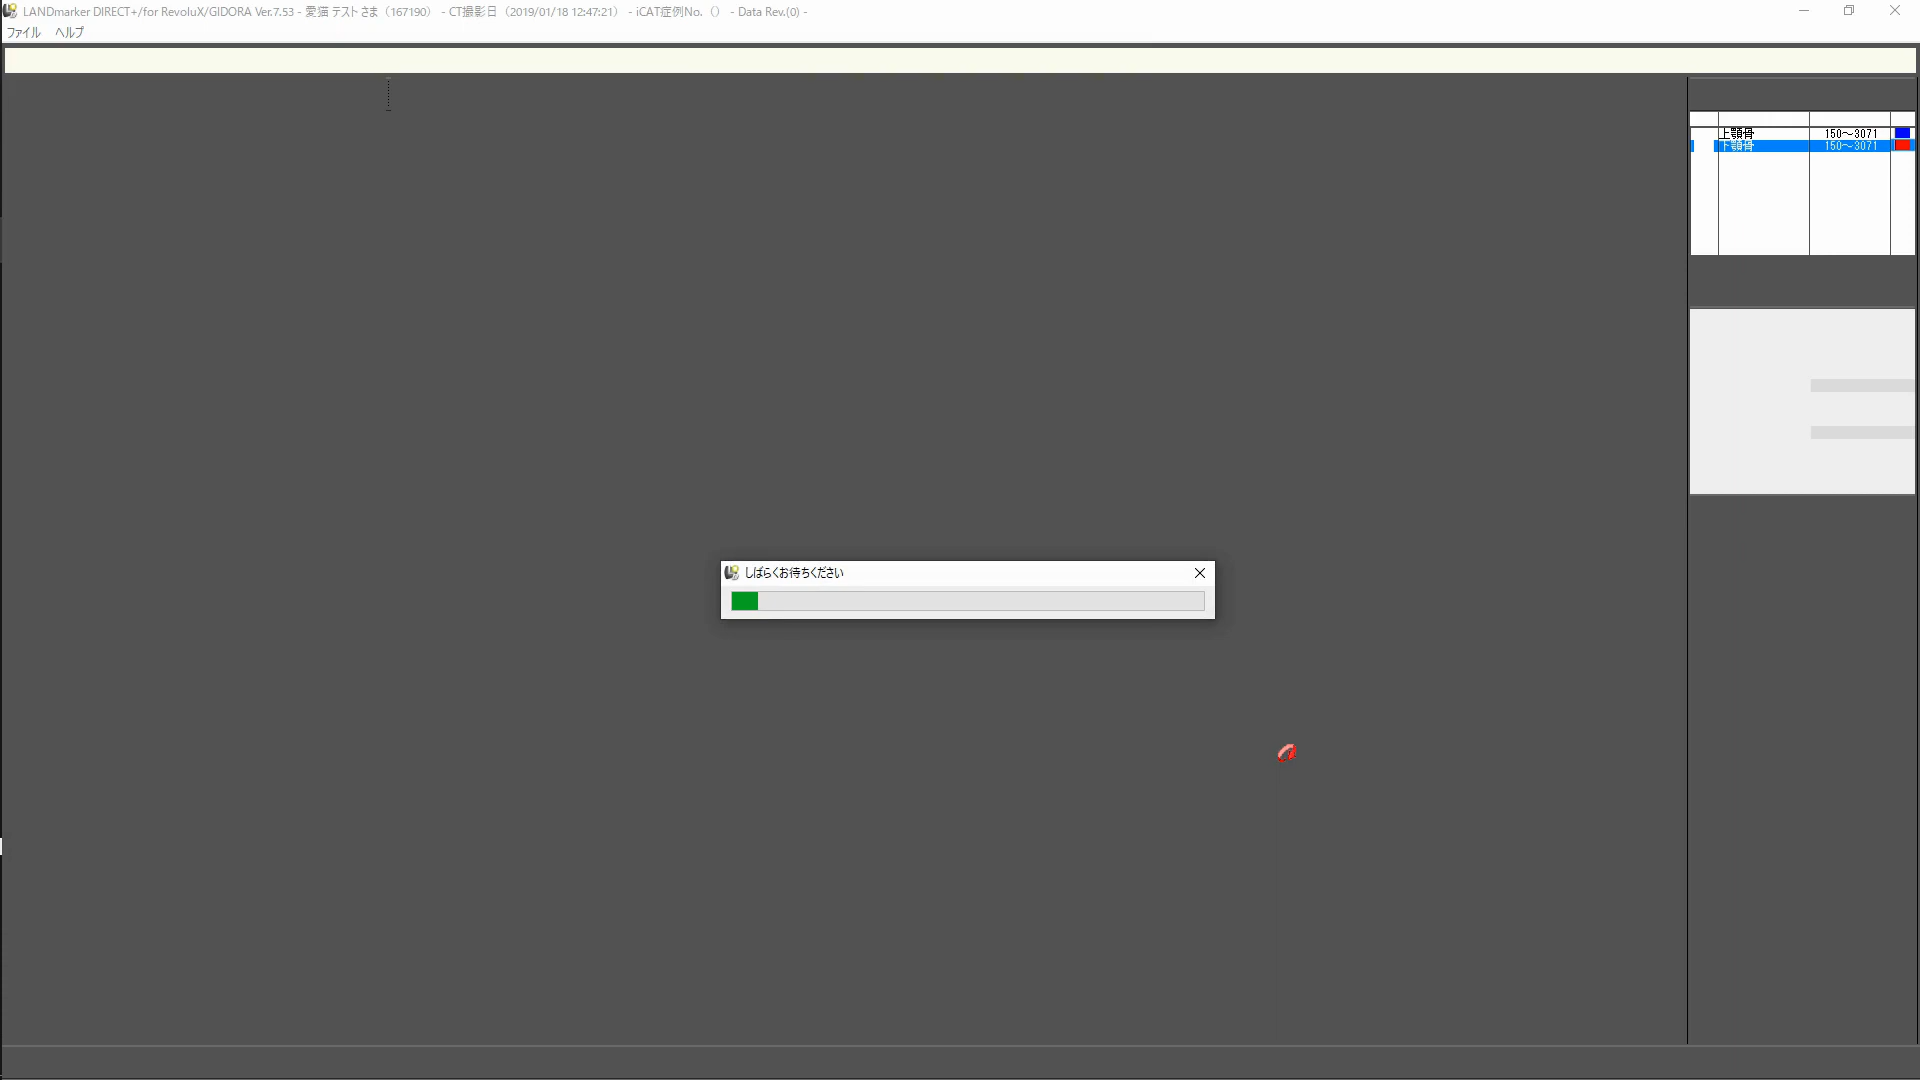 LANDmarker DIRECT+/for RevoluX/GIDORA Ver.7.53 - 愛猫 テスト さま（167190） - CT撮影日（2019/01/18 12:47:21） - iCAT症例No.（） - Data Rev.(0) -
ファイル ヘルプ
上顎骨 150～3071
下顎骨 150～3071
しばらくお待ちください